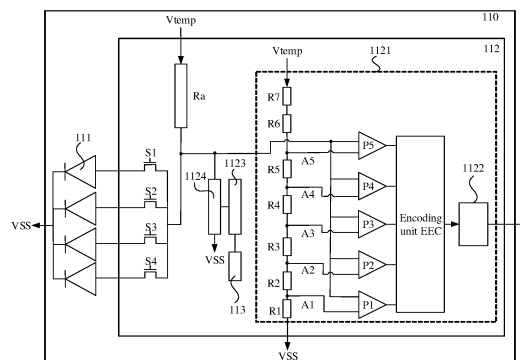 110
112
Vtemp
Vtemp
1121
Ra
R7
R6
111
S1
S2
S3
S4
VSS
1124
1123
VSS
113
R5
R4
R3
R2
R1
A5
A4
A3
A2
A1
P5
P4
P3
P2
P1
Encoding
unit EEC
1122
VSS